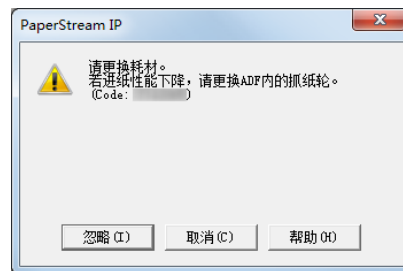 PaperStream IP
请更换耗材。
若进纸性能下降，请更换ADF内的抓纸轮。
(Code: )
忽略(I) 取消(C) 帮助(H)